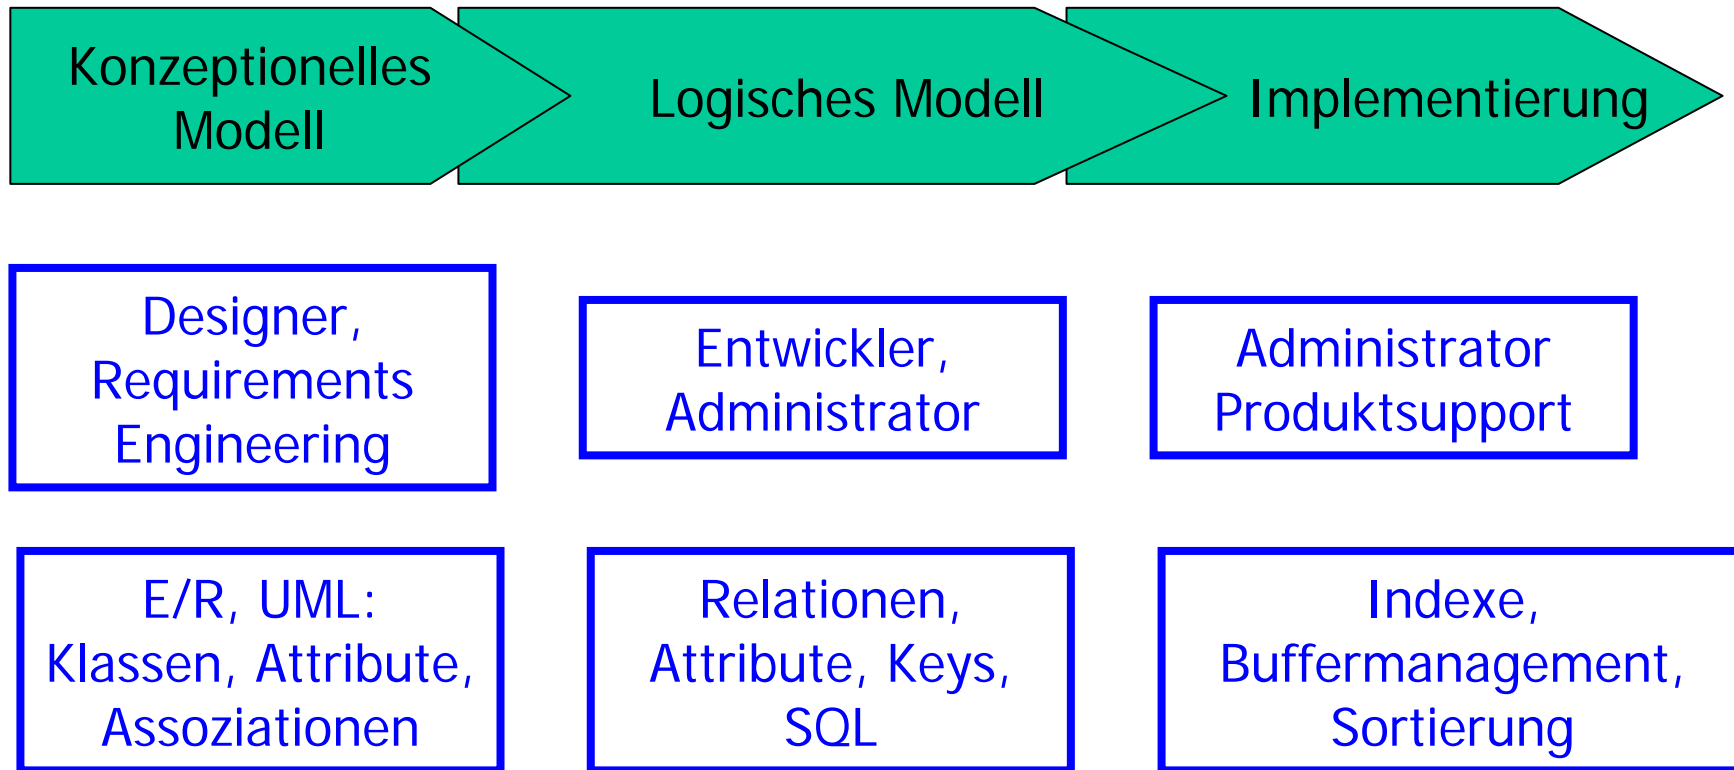 Konzeptionelles
Modell
Logisches Modell
Implementierung
Designer,
Requirements
Engineering
Entwickler,
Administrator
Administrator
Produktsupport
E/R, UML:
Klassen, Attribute,
Assoziationen
Relationen,
Attribute, Keys,
SQL
Indexe,
Buffermanagement,
Sortierung